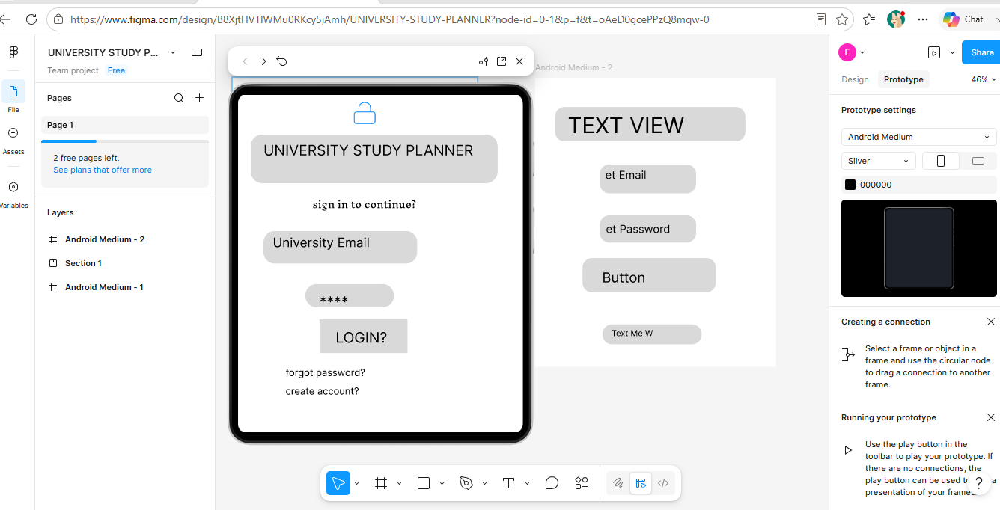 https://www.figma.com/design/B8XjtHVTlWMu0RKcy5jAmh/UNIVERSITY-STUDY-PLANNER?node-id=0-1&p=f&t=oAeD0gcePPzQ8mqw-0
Chat
UNIVERSITY STUDY P...
Team project Free
File
Assets
Variables
Pages
Page 1
2 free pages left.
See plans that offer more
Layers
Android Medium - 2
Section 1
Android Medium - 1
UNIVERSITY STUDY PLANNER
sign in to continue?
University Email
****
LOGIN?
forgot password?
create account?
Android Medium - 2
TEXT VIEW
et Email
et Password
Button
Text Me W
E
Share
Design Prototype 46%
Prototype settings
Android Medium
Silver
000000
Creating a connection
Select a frame or object in a
frame and use the circular node
to drag a connection to another
frame.
Running your prototype
Use the play button in the
toolbar to play your prototype. If
there are no connections, the
play button can be used to a
presentation of your frames.
?